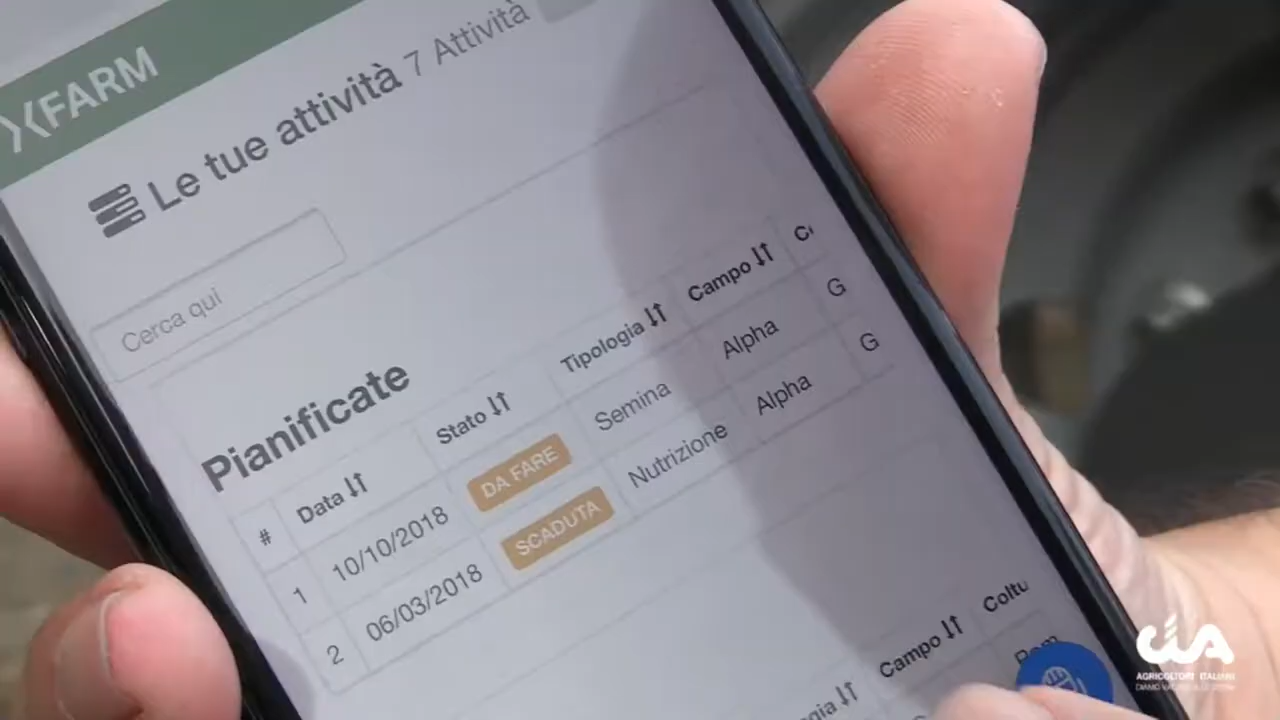 XFARM
Le tue attività 7 Attività
Cerca qui
Pianificate
# Data Stato Tipologia Campo
1 10/10/2018 DA FARE Semina Alpha G
2 06/03/2018 SCADUTA Nutrizione Alpha G
Campo Coltu
CIA
AGRICOLTORI ITALIANI